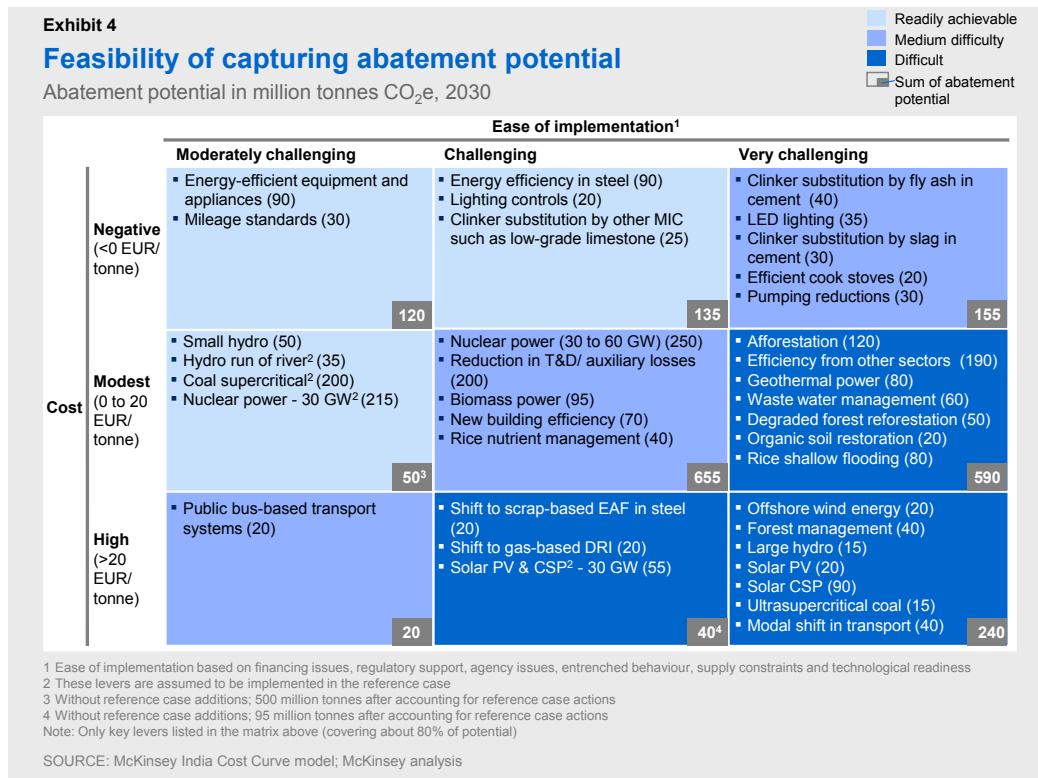 Exhibit 4
Feasibility of capturing abatement potential
Abatement potential in million tonnes CO₂e, 2030
Readily achievable
Medium difficulty
Difficult
Sum of abatement
potential
Ease of implementation¹
Moderately challenging
Challenging
Very challenging
Cost
Negative
(<0 EUR/
tonne)
▪ Energy-efficient equipment and
appliances (90)
▪ Mileage standards (30)
120
▪ Energy efficiency in steel (90)
▪ Lighting controls (20)
▪ Clinker substitution by other MIC
such as low-grade limestone (25)
135
▪ Clinker substitution by fly ash in
cement (40)
▪ LED lighting (35)
▪ Clinker substitution by slag in
cement (30)
▪ Efficient cook stoves (20)
▪ Pumping reductions (30)
155
Modest
(0 to 20
EUR/
tonne)
▪ Small hydro (50)
▪ Hydro run of river² (35)
▪ Coal supercritical² (200)
▪ Nuclear power - 30 GW² (215)
50³
▪ Nuclear power (30 to 60 GW) (250)
▪ Reduction in T&D/ auxiliary losses
(200)
▪ Biomass power (95)
▪ New building efficiency (70)
▪ Rice nutrient management (40)
655
▪ Afforestation (120)
▪ Efficiency from other sectors (190)
▪ Geothermal power (80)
▪ Waste water management (60)
▪ Degraded forest reforestation (50)
▪ Organic soil restoration (20)
▪ Rice shallow flooding (80)
590
High
(>20
EUR/
tonne)
▪ Public bus-based transport
systems (20)
20
▪ Shift to scrap-based EAF in steel
(20)
▪ Shift to gas-based DRI (20)
▪ Solar PV & CSP² - 30 GW (55)
40⁴
▪ Offshore wind energy (20)
▪ Forest management (40)
▪ Large hydro (15)
▪ Solar PV (20)
▪ Solar CSP (90)
▪ Ultrasupercritical coal (15)
▪ Modal shift in transport (40)
240
1 Ease of implementation based on financing issues, regulatory support, agency issues, entrenched behaviour, supply constraints and technological readiness
2 These levers are assumed to be implemented in the reference case
3 Without reference case additions; 500 million tonnes after accounting for reference case actions
4 Without reference case additions; 95 million tonnes after accounting for reference case actions
Note: Only key levers listed in the matrix above (covering about 80% of potential)
SOURCE: McKinsey India Cost Curve model; McKinsey analysis